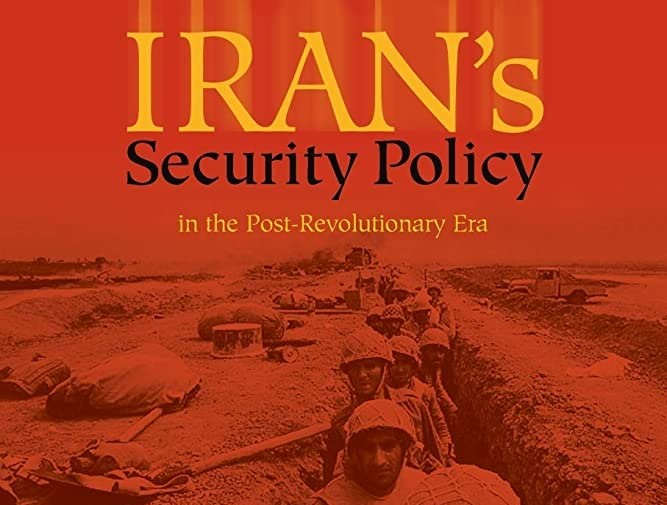 IRAN's
Security Policy
in the Post-Revolutionary Era